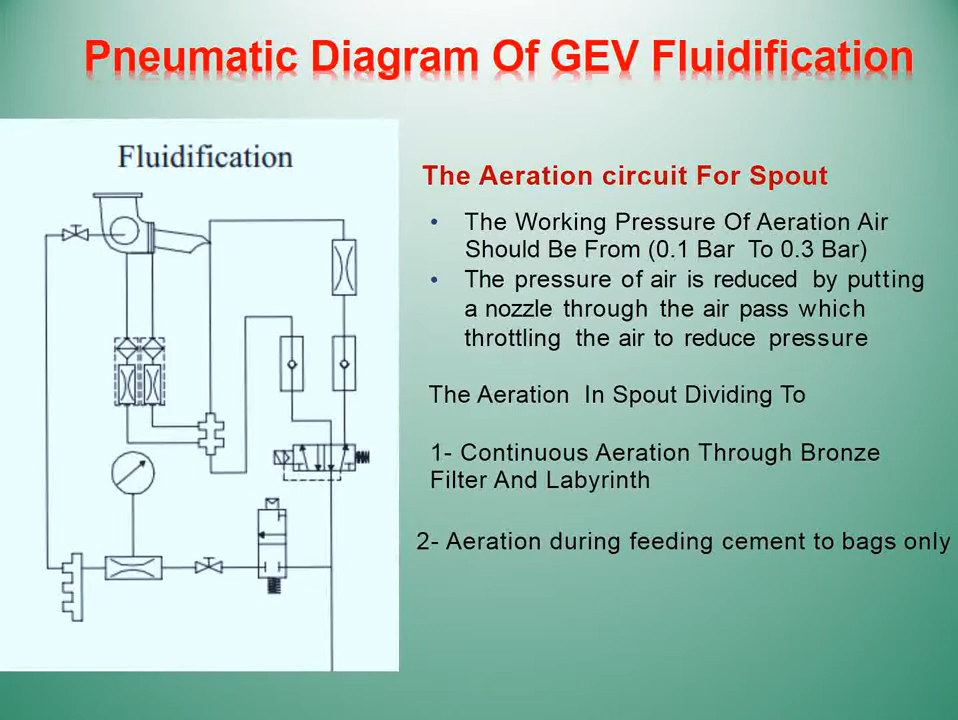 Pneumatic Diagram Of GEV Fluidification
Fluidification
The Aeration circuit For Spout
• The Working Pressure Of Aeration Air
Should Be From (0.1 Bar To 0.3 Bar)
• The pressure of air is reduced by putting
a nozzle through the air pass which
throttling the air to reduce pressure
The Aeration In Spout Dividing To
1- Continuous Aeration Through Bronze
Filter And Labyrinth
2- Aeration during feeding cement to bags only